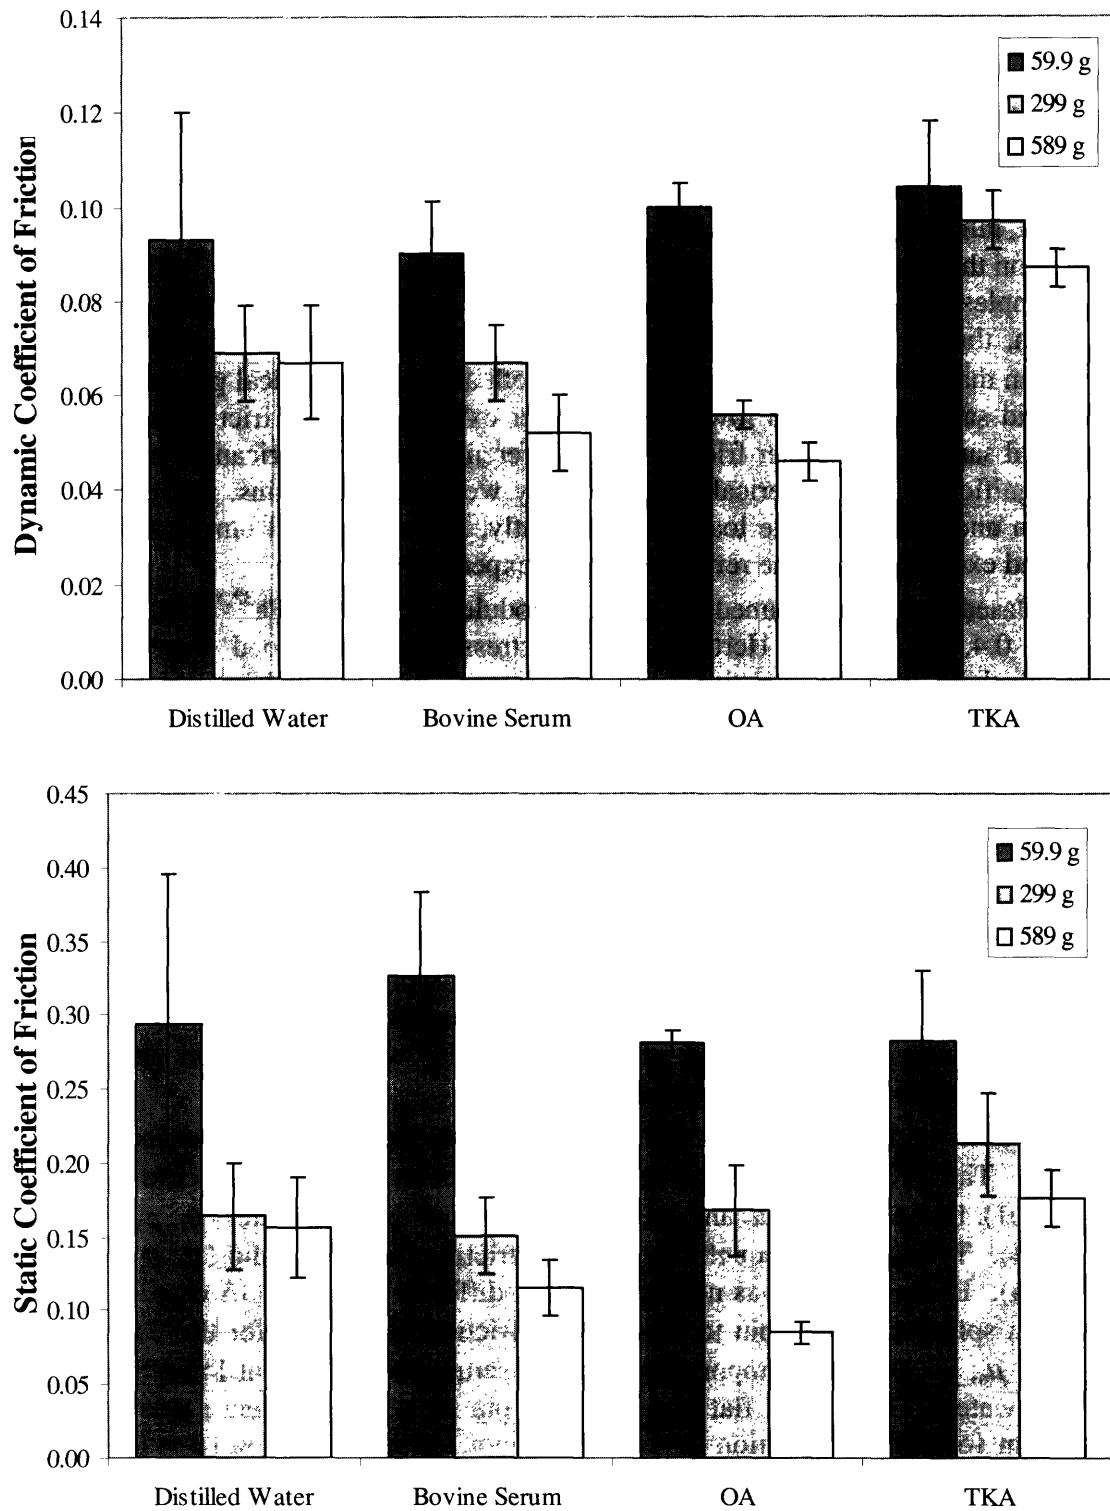 0.14
59.9 g
299 g
589 g
0.12
0.10
0.08
0.06
0.04
0.02
0.00
Dynamic Coefficient of Friction
Distilled Water
Bovine Serum
OA
TKA
0.45
59.9 g
299 g
589 g
0.40
0.35
0.30
0.25
0.20
0.15
0.10
0.05
0.00
Static Coefficient of Friction
Distilled Water
Bovine Serum
OA
TKA